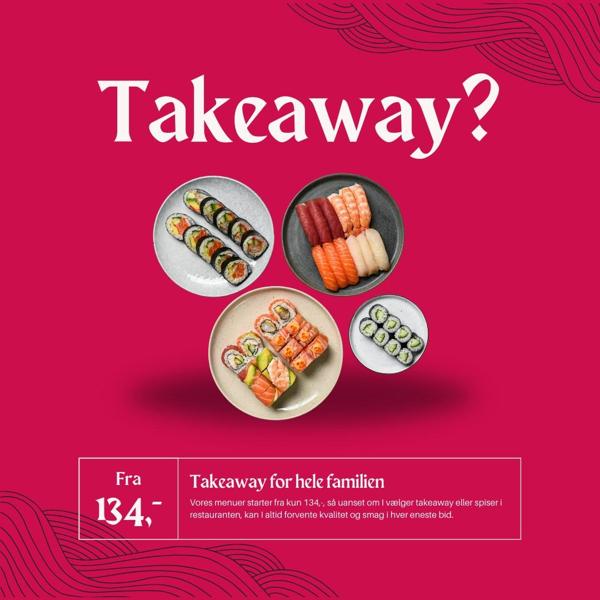 Takeaway?
Fra
134,-
Takeaway for hele familien
Vores menuer starter fra kun 134,-, så uanset om I vælger takeaway eller spiser i
restauranten, kan I altid forvente kvalitet og smag i hver eneste bid.